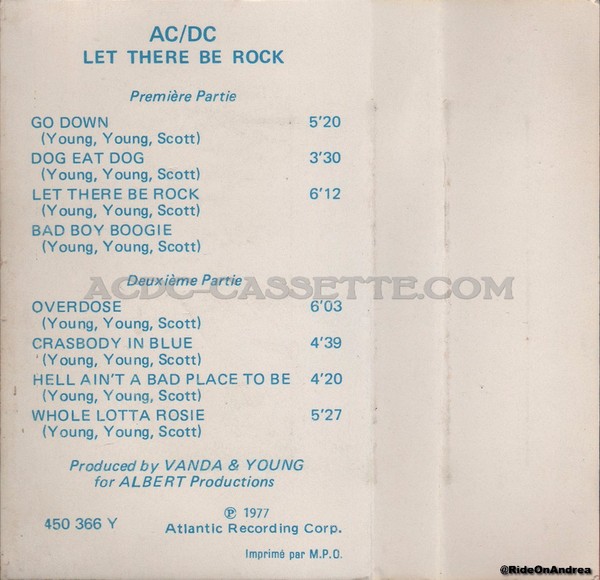 AC/DC
LET THERE BE ROCK
Première Partie
GO DOWN 5'20
(Young, Young, Scott)
DOG EAT DOG 3'30
(Young, Young, Scott)
LET THERE BE ROCK 6'12
(Young, Young, Scott)
BAD BOY BOOGIE
(Young, Young, Scott)
Deuxième Partie
ACDC-CASSETTE.COM
OVERDOSE 6'03
(Young, Young, Scott)
CRASBODY IN BLUE 4'39
(Young, Young, Scott)
HELL AIN'T A BAD PLACE TO BE 4'20
(Young, Young, Scott)
WHOLE LOTTA ROSIE 5'27
(Young, Young, Scott)
Produced by VANDA & YOUNG
for ALBERT Productions
℗ 1977
450 366 Y Atlantic Recording Corp.
Imprimé par M.P.O.
@RideOnAndrea